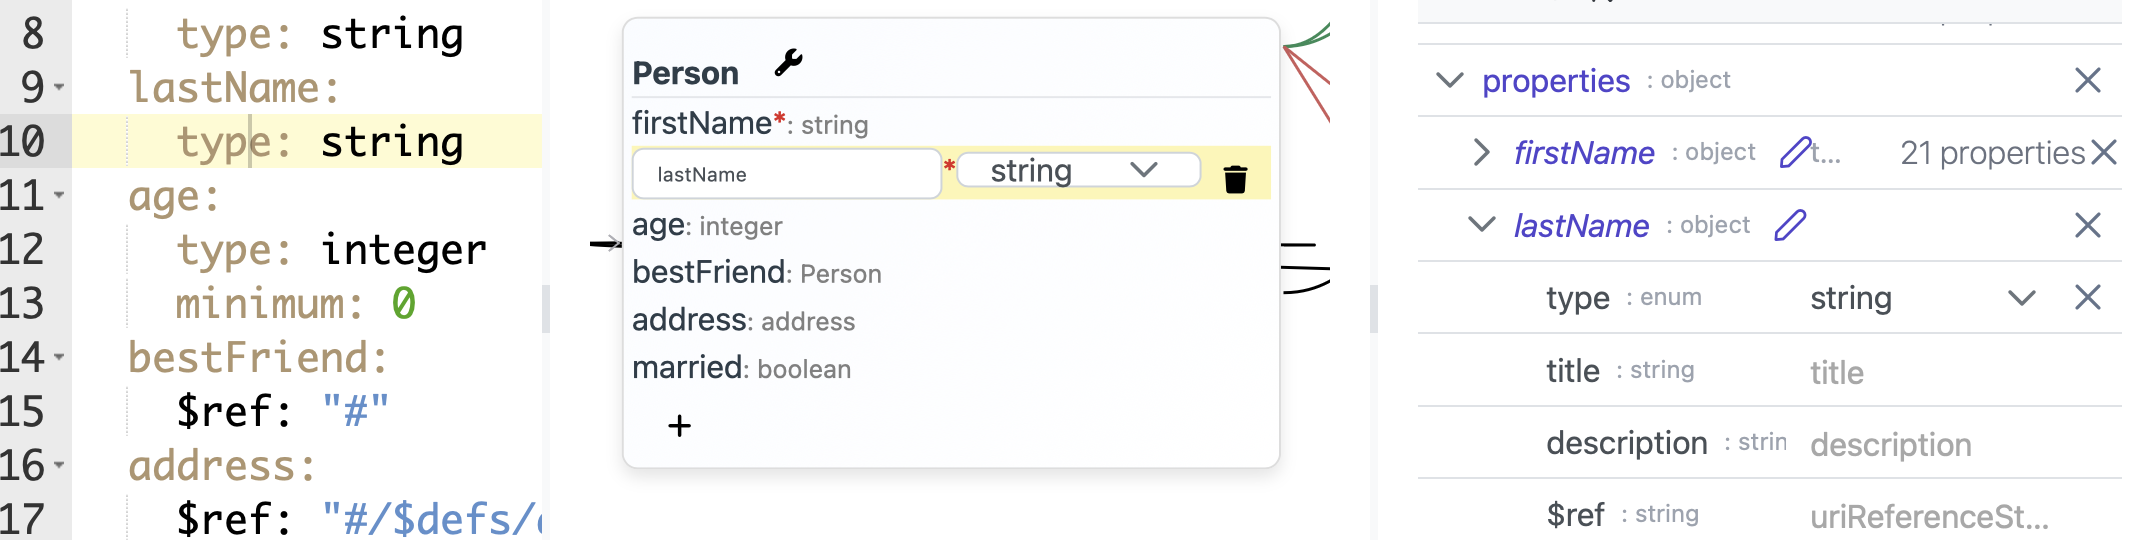 8 type: string
9 lastName:
10 type: string
11 age:
12 type: integer
13 minimum: 0
14 bestFriend:
15 $ref: "#"
16 address:
17 $ref: "#/$defs/
Person
firstName*: string
lastName * string
age: integer
bestFriend: Person
address: address
married: boolean
+
properties : object
firstName : object t... 21 properties
lastName : object
type : enum string
title : string title
description : strin description
$ref : string uriReferenceSt...